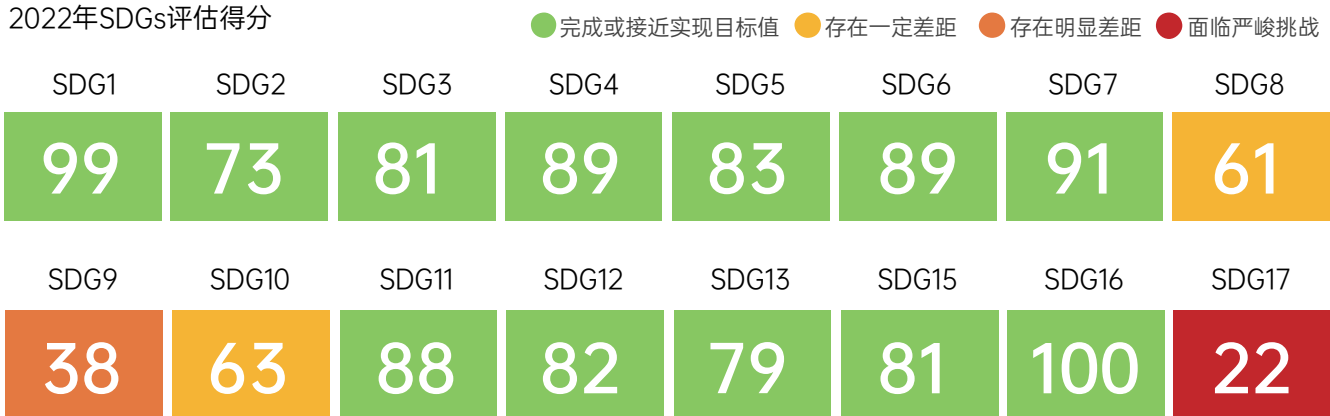 2022年SDGs评估得分
完成或接近实现目标值 存在一定差距 存在明显差距 面临严峻挑战
SDG1 SDG2 SDG3 SDG4 SDG5 SDG6 SDG7 SDG8
99 73 81 89 83 89 91 61
SDG9 SDG10 SDG11 SDG12 SDG13 SDG15 SDG16 SDG17
38 63 88 82 79 81 100 22